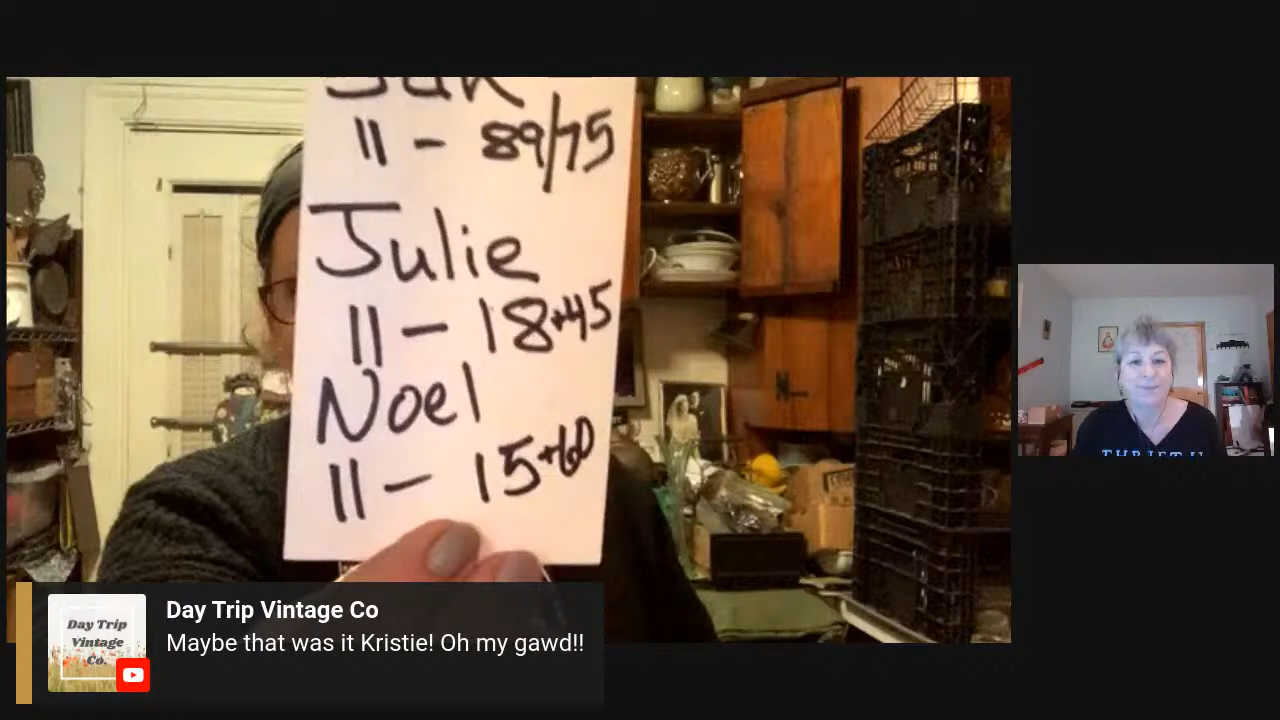 11 - 89/75
Julie
11 - 18+45
Noel
11 - 15+60
THRIFT
Day Trip
Vintage
Co.
Day Trip Vintage Co
Maybe that was it Kristie! Oh my gawd!!